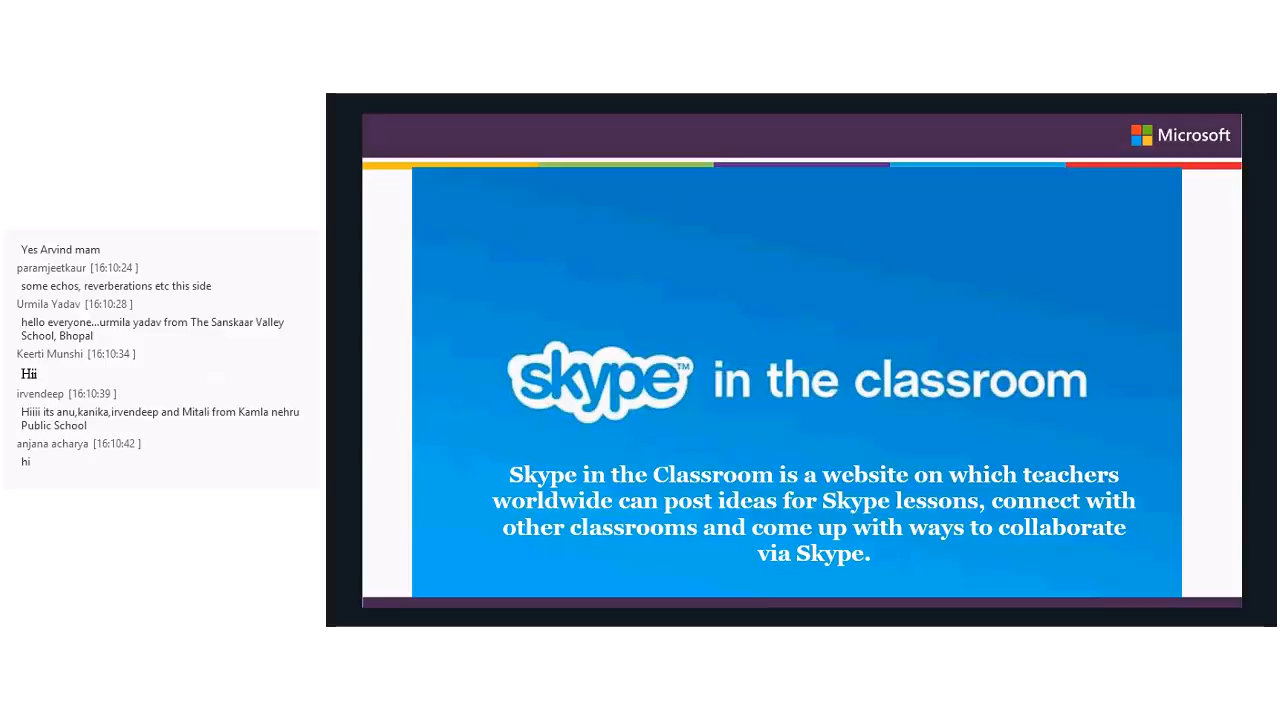 Yes Arvind mam
paramjeetkaur [16:10:24 ]
some echos, reverberations etc this side
Urmila Yadav [16:10:28 ]
hello everyone...urmila yadav from The Sanskaar Valley
School, Bhopal
Keerti Munshi [16:10:34 ]
Hii
irvendeep [16:10:39 ]
Hiiii its anu,kanika,irvendeep and Mitali from Kamla nehru
Public School
anjana acharya [16:10:42 ]
hi
Microsoft
skype™ in the classroom
Skype in the Classroom is a website on which teachers
worldwide can post ideas for Skype lessons, connect with
other classrooms and come up with ways to collaborate
via Skype.